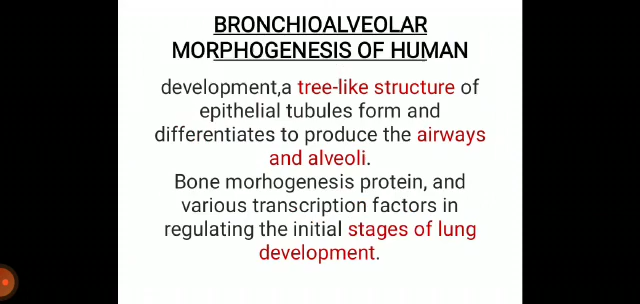 BRONCHIOALVEOLAR
MORPHOGENESIS OF HUMAN
development,a tree-like structure of
epithelial tubules form and
differentiates to produce the airways
and alveoli.
Bone morhogenesis protein, and
various transcription factors in
regulating the initial stages of lung
development.